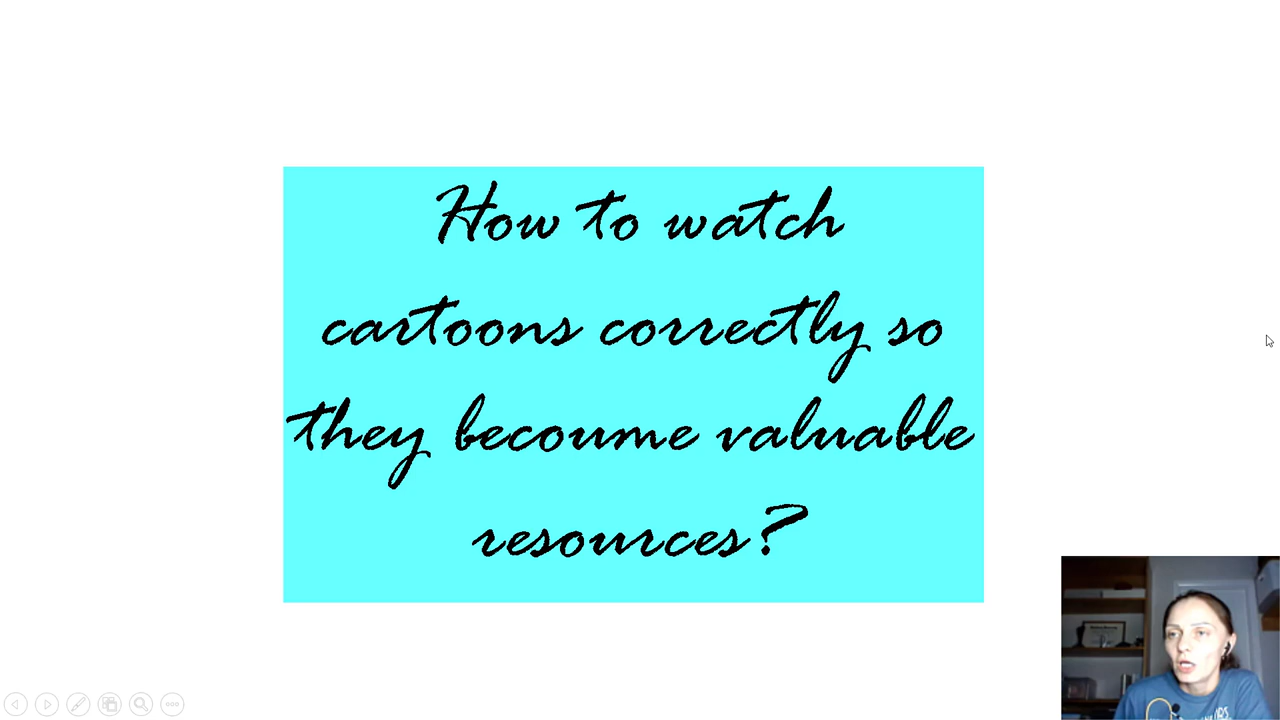 How to watch
cartoons correctly so
they becoume valuable
resources?